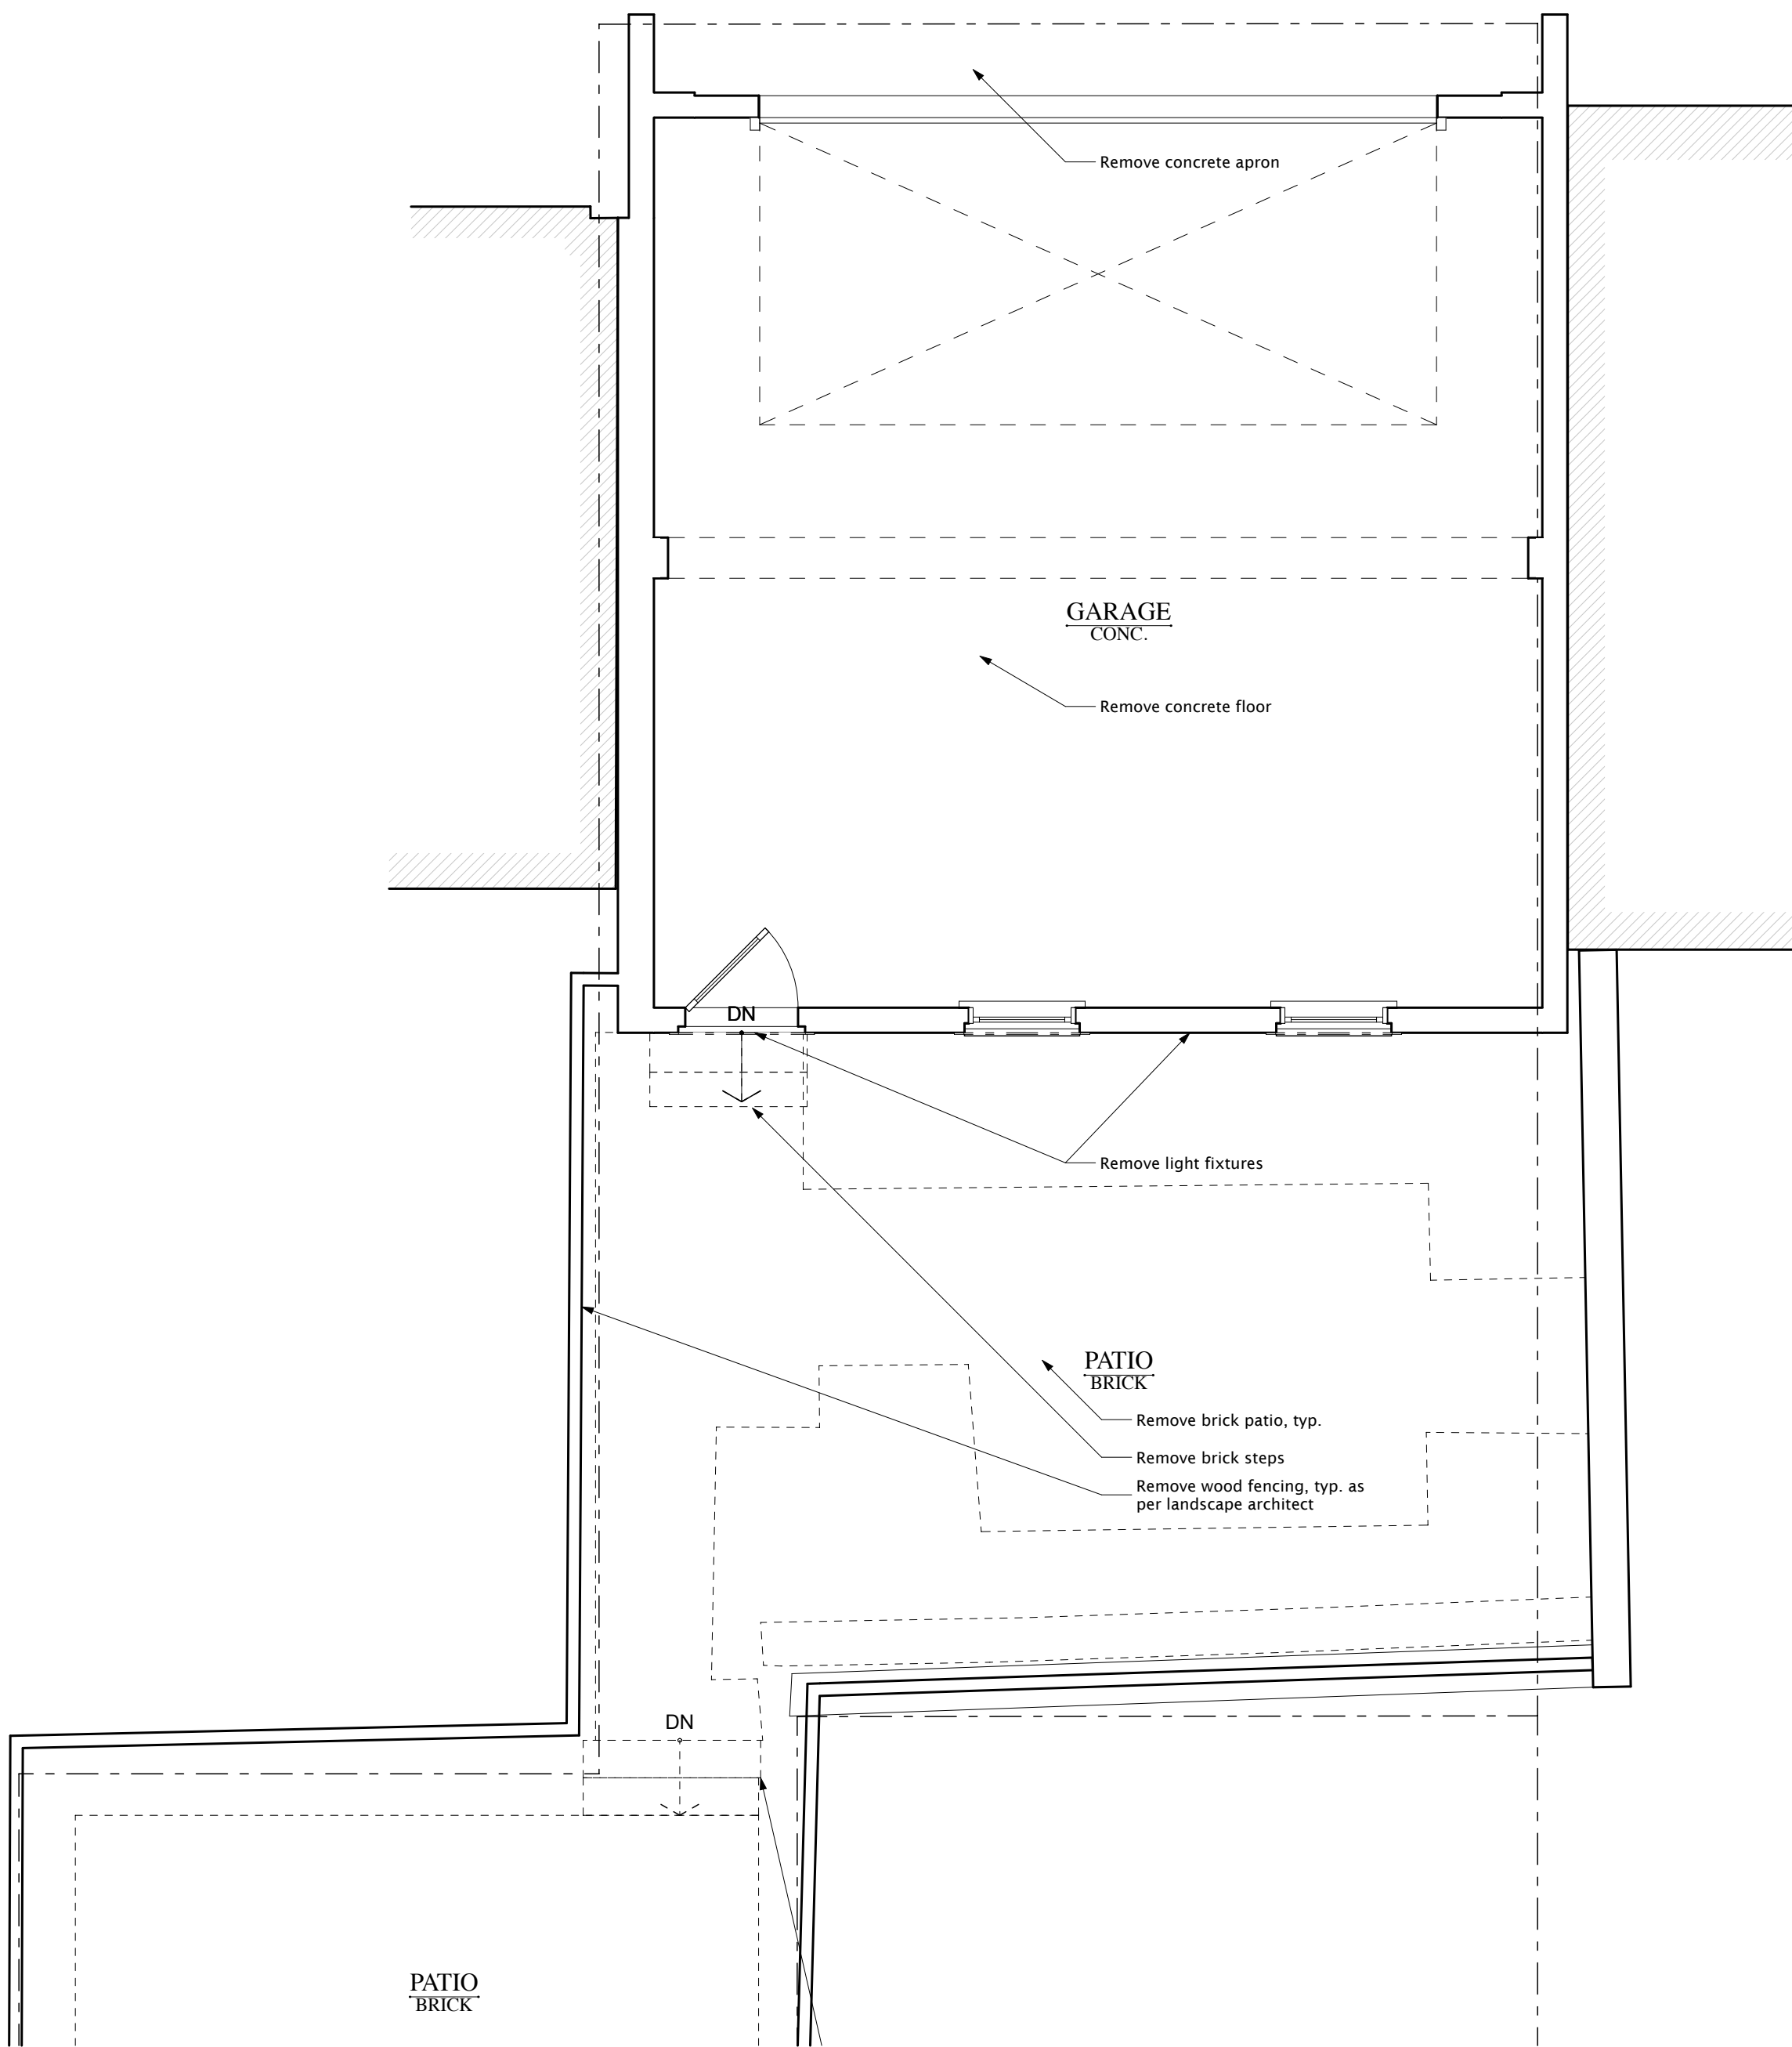 Remove concrete apron
GARAGE
CONC.
Remove concrete floor
DN
Remove light fixtures
PATIO
BRICK
Remove brick patio, typ.
Remove brick steps
Remove wood fencing, typ. as
per landscape architect
DN
PATIO
BRICK